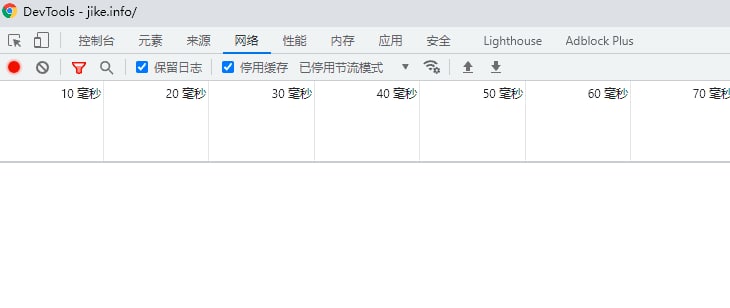 DevTools - jike.info/
控制台 元素 来源 网络 性能 内存 应用 安全 Lighthouse Adblock Plus
保留日志 停用缓存 已停用节流模式
10 毫秒 20 毫秒 30 毫秒 40 毫秒 50 毫秒 60 毫秒 70 毫秒